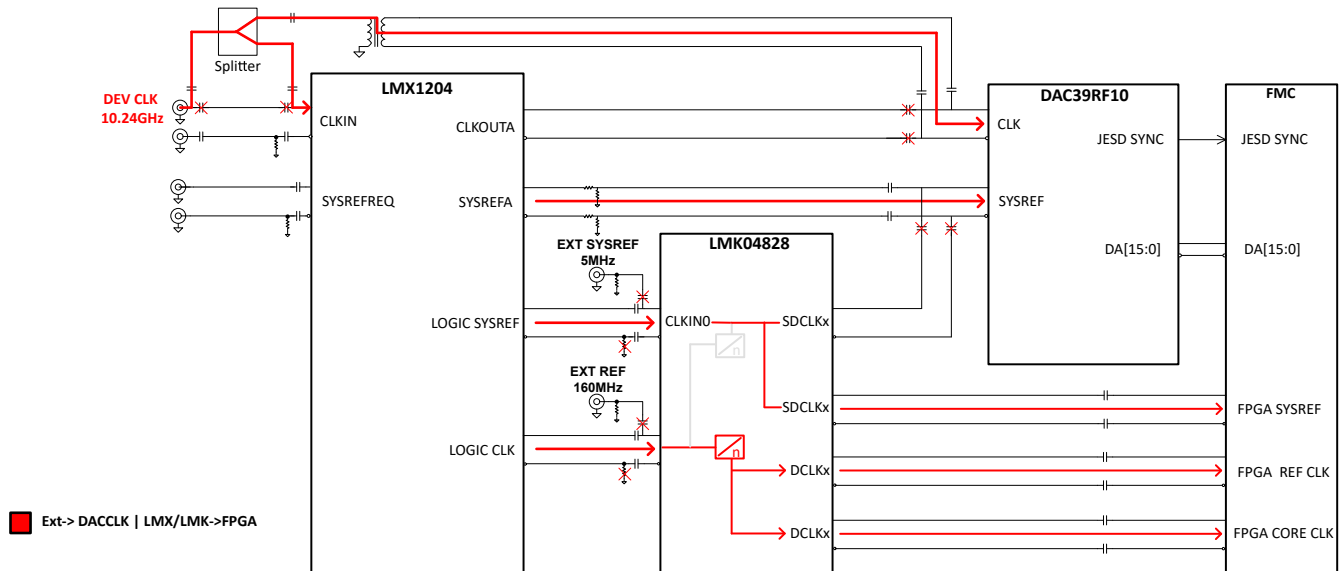 Splitter
LMX1204
DAC39RF10
FMC
DEV CLK
10.24GHz
CLKIN
CLKOUTA
CLK
JESD SYNC
JESD SYNC
SYSREFREQ
SYSREFA
SYSREF
LMK04828
EXT SYSREF
5MHz
DA[15:0]
DA[15:0]
LOGIC SYSREF
CLKIN0
SDCLKx
n
EXT REF
160MHz
SDCLKx
FPGA SYSREF
LOGIC CLK
n
DCLKx
FPGA REF CLK
Ext-> DACCLK | LMX/LMK->FPGA
DCLKx
FPGA CORE CLK